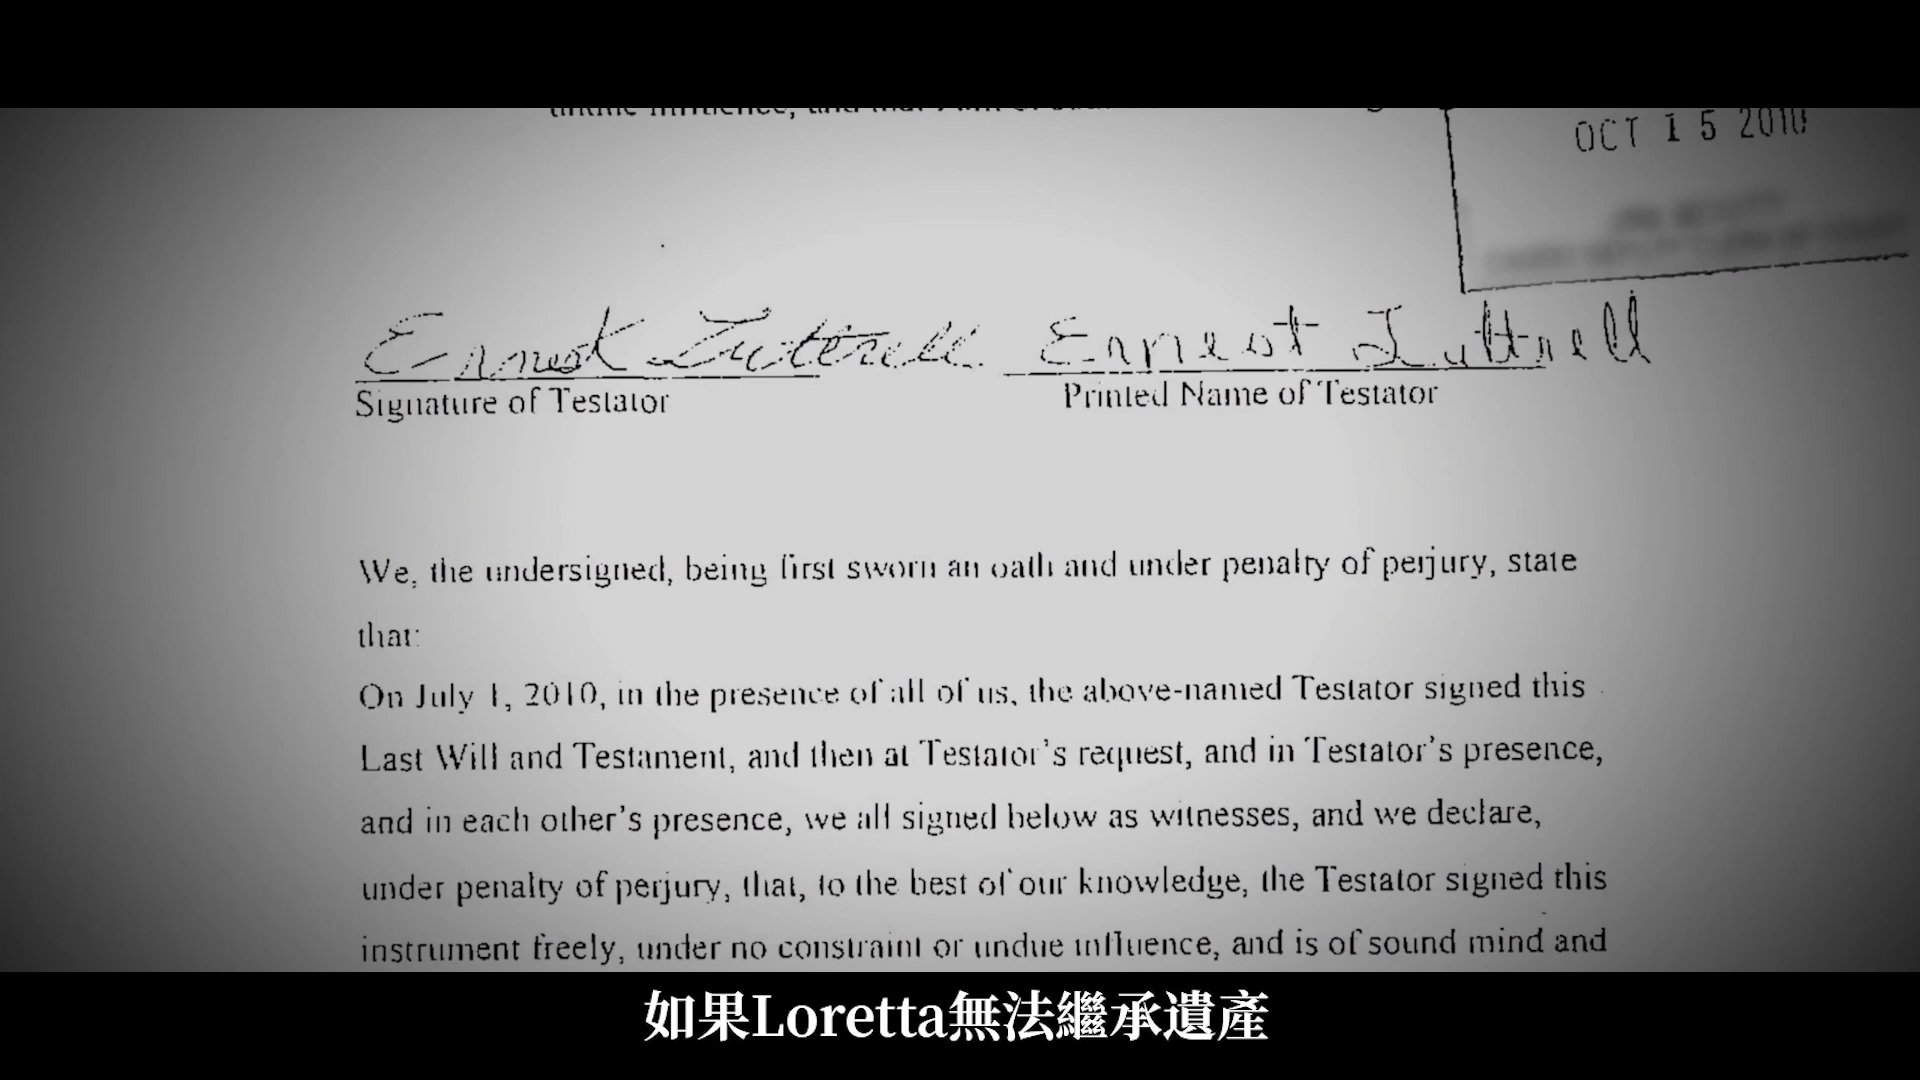 OCT 15 2010
Ernest Luttrell Ernest Luttrell
Signature of Testator Printed Name of Testator
We, the undersigned, being first sworn an oath and under penalty of perjury, state
that:
On July 1, 2010, in the presence of all of us, the above-named Testator signed this
Last Will and Testament, and then at Testator's request, and in Testator's presence,
and in each other's presence, we all signed below as witnesses, and we declare,
under penalty of perjury, that, to the best of our knowledge, the Testator signed this
instrument freely, under no constraint or undue influence, and is of sound mind and
如果Loretta無法繼承遺產